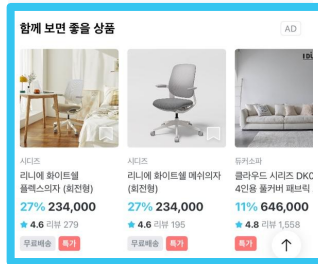 함께 보면 좋을 상품
AD
시디즈
리니에 화이트쉘
플렉스의자 (회전형)
27% 234,000
★ 4.6 리뷰 279
무료배송 특가
시디즈
리니에 화이트쉘 메쉬의자
(회전형)
27% 234,000
★ 4.6 리뷰 195
무료배송 특가
듀커소파
클라우드 시리즈 DKC
4인용 풀커버 패브릭
11% 646,000
★ 4.8 리뷰 1,558
특가